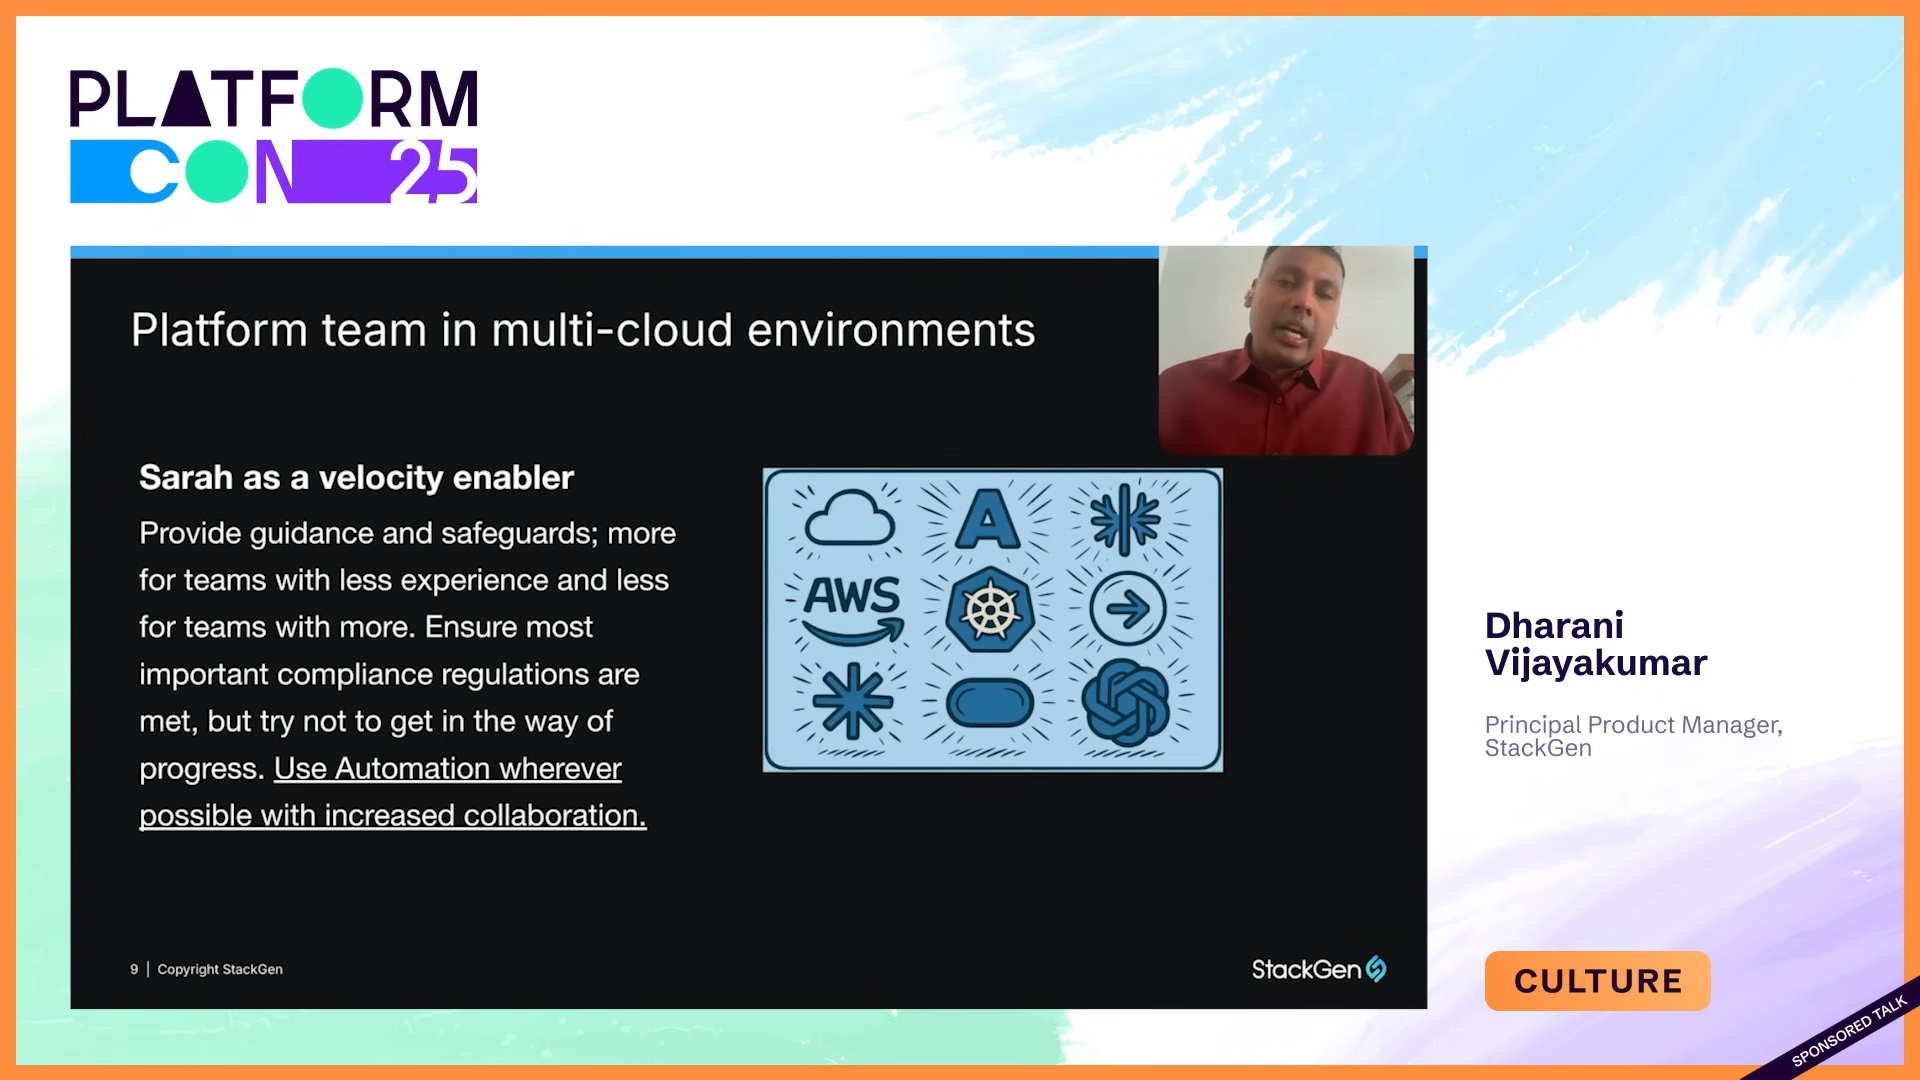 PLATFORM
CON 25
Platform team in multi-cloud environments
Sarah as a velocity enabler
Provide guidance and safeguards; more
for teams with less experience and less
for teams with more. Ensure most
important compliance regulations are
met, but try not to get in the way of
progress. Use Automation wherever
possible with increased collaboration.
A
AWS
9 | Copyright StackGen
StackGen
Dharani
Vijayakumar
Principal Product Manager,
StackGen
CULTURE
SPONSORED TALK